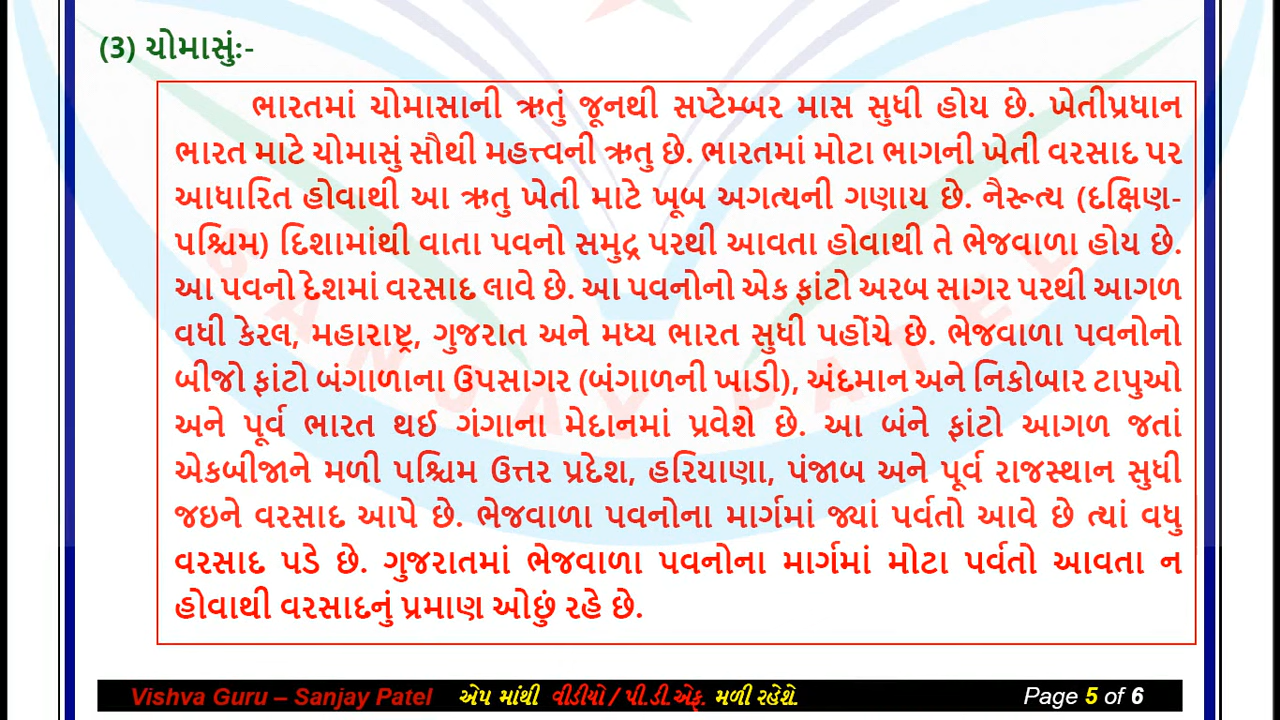 (3) ચોમાસુંઃ-
ભારતમાં ચોમાસાની ઋતું જૂનથી સપ્ટેમ્બર માસ સુધી હોય છે. ખેતીપ્રધાન
ભારત માટે ચોમાસું સૌથી મહત્ત્વની ઋતુ છે. ભારતમાં મોટા ભાગની ખેતી વરસાદ પર
આધારિત હોવાથી આ ઋતુ ખેતી માટે ખૂબ અગત્યની ગણાય છે. નૈરૂત્ય (દક્ષિણ-
પશ્ચિમ) દિશામાંથી વાતા પવનો સમુદ્ર પરથી આવતા હોવાથી તે ભેજવાળા હોય છે.
આ પવનો દેશમાં વરસાદ લાવે છે. આ પવનોનો એક ફાંટો અરબ સાગર પરથી આગળ
વધી કેરલ, મહારાષ્ટ્ર, ગુજરાત અને મધ્ય ભારત સુધી પહોંચે છે. ભેજવાળા પવનોનો
બીજો ફાંટો બંગાળાના ઉપસાગર (બંગાળની ખાડી), અંદમાન અને નિકોબાર ટાપુઓ
અને પૂર્વ ભારત થઈ ગંગાના મેદાનમાં પ્રવેશે છે. આ બંને ફાંટો આગળ જતાં
એકબીજાને મળી પશ્ચિમ ઉત્તર પ્રદેશ, હરિયાણા, પંજાબ અને પૂર્વ રાજસ્થાન સુધી
જઇને વરસાદ આપે છે. ભેજવાળા પવનોના માર્ગમાં જ્યાં પર્વતો આવે છે ત્યાં વધુ
વરસાદ પડે છે. ગુજરાતમાં ભેજવાળા પવનોના માર્ગમાં મોટા પર્વતો આવતા ન
હોવાથી વરસાદનું પ્રમાણ ઓછું રહે છે.
SANJAY PATEL
Vishva Guru – Sanjay Patel એપ માંથી વીડીયો / પી.ડી.એફ. મળી રહેશે. Page 5 of 6